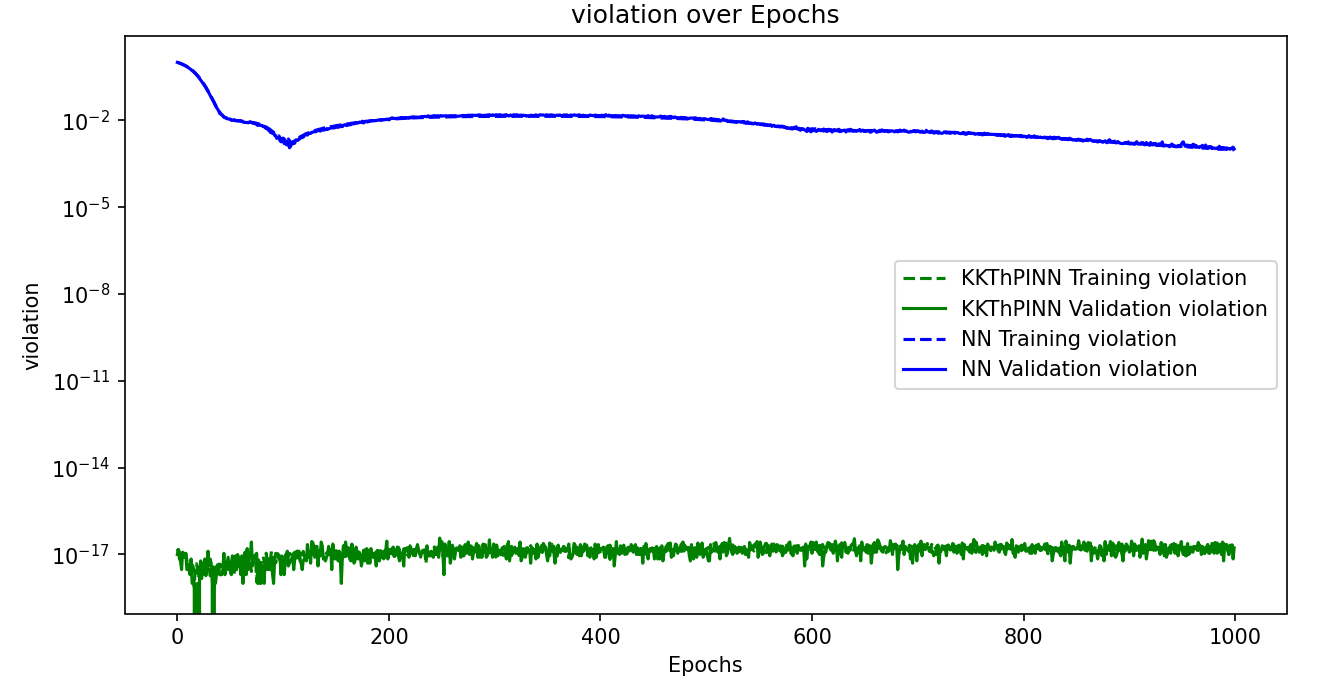 violation over Epochs
violation
10⁻²
10⁻⁵
10⁻⁸
10⁻¹¹
10⁻¹⁴
10⁻¹⁷
KKThPINN Training violation
KKThPINN Validation violation
NN Training violation
NN Validation violation
0 200 400 600 800 1000
Epochs